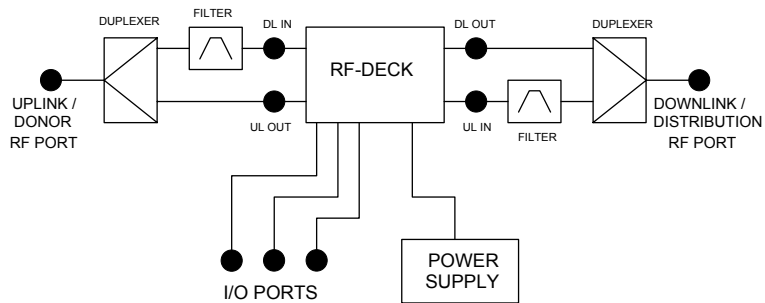 DUPLEXER
FILTER
DL IN
DL OUT
DUPLEXER
RF-DECK
UPLINK /
DONOR
RF PORT
UL OUT
UL IN
FILTER
DOWNLINK /
DISTRIBUTION
RF PORT
I/O PORTS
POWER
SUPPLY